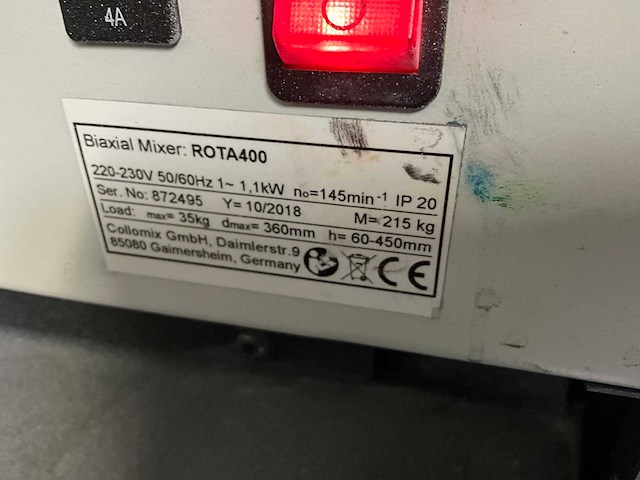 4A
Biaxial Mixer: ROTA400
220-230V 50/60Hz 1~ 1,1kW n₀=145min⁻¹ IP 20
Ser. No: 872495 Y= 10/2018 M= 215 kg
Load: max= 35kg dmax= 360mm h= 60-450mm
Collomix GmbH, Daimlerstr.9
85080 Gaimersheim, Germany CE